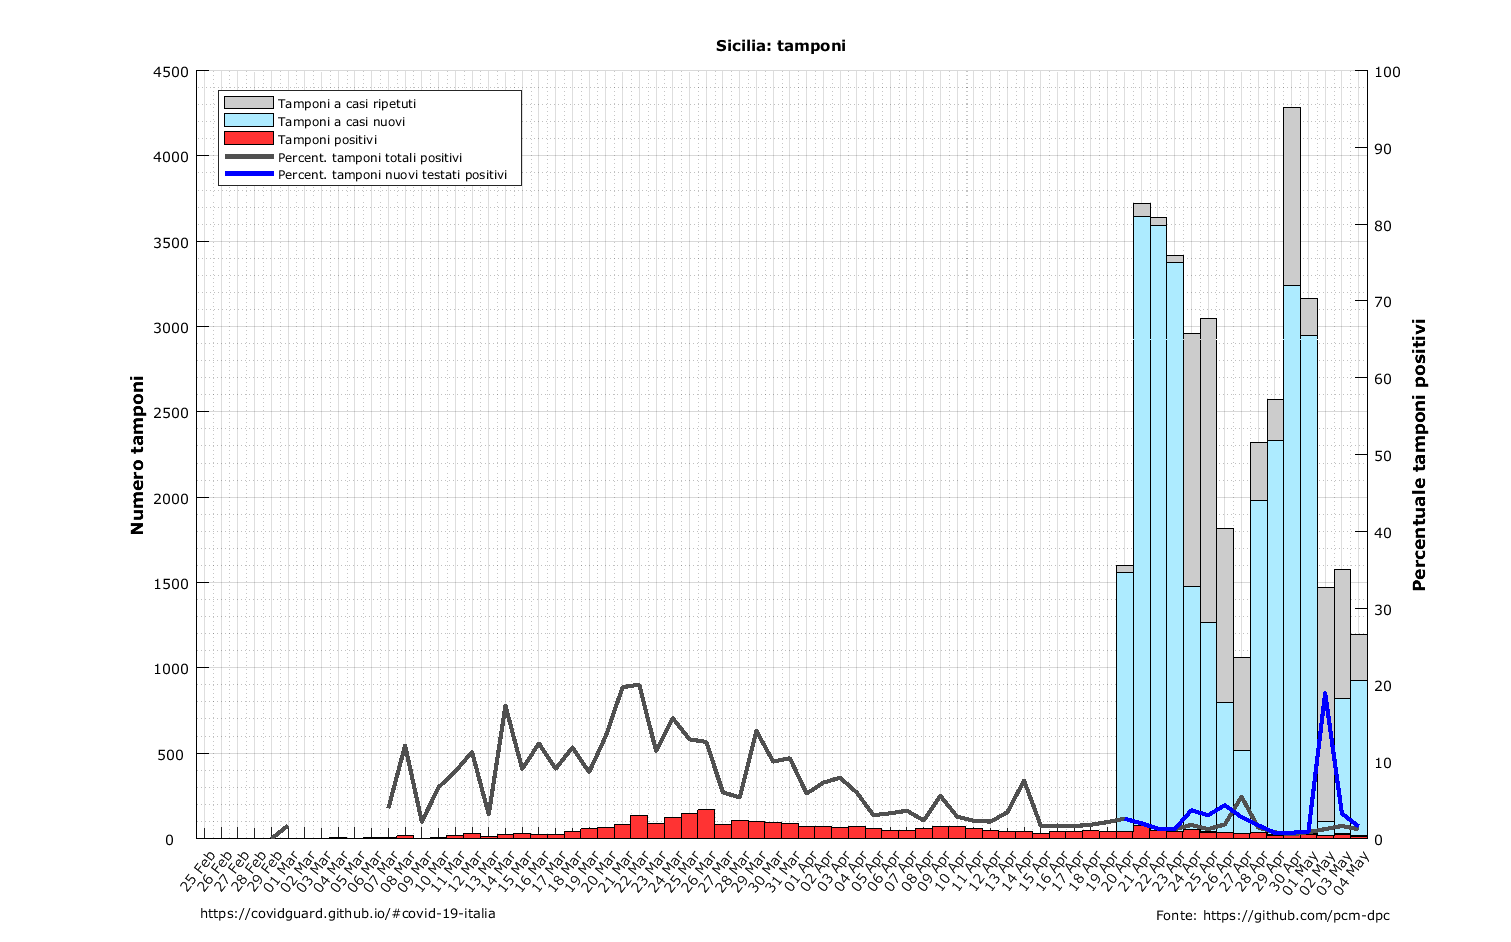 Sicilia: tamponi
Tamponi a casi ripetuti
Tamponi a casi nuovi
Tamponi positivi
Percent. tamponi totali positivi
Percent. tamponi nuovi testati positivi
Numero tamponi
4500
4000
3500
3000
2500
2000
1500
1000
500
0
100
90
80
70
60
50
40
30
20
10
0
Percentuale tamponi positivi
25 Feb
26 Feb
27 Feb
28 Feb
29 Feb
01 Mar
02 Mar
03 Mar
04 Mar
05 Mar
06 Mar
07 Mar
08 Mar
09 Mar
10 Mar
11 Mar
12 Mar
13 Mar
14 Mar
15 Mar
16 Mar
17 Mar
18 Mar
19 Mar
20 Mar
21 Mar
22 Mar
23 Mar
24 Mar
25 Mar
26 Mar
27 Mar
28 Mar
29 Mar
30 Mar
31 Mar
01 Apr
02 Apr
03 Apr
04 Apr
05 Apr
06 Apr
07 Apr
08 Apr
09 Apr
10 Apr
11 Apr
12 Apr
13 Apr
14 Apr
15 Apr
16 Apr
17 Apr
18 Apr
19 Apr
20 Apr
21 Apr
22 Apr
23 Apr
24 Apr
25 Apr
26 Apr
27 Apr
28 Apr
29 Apr
30 Apr
01 May
02 May
03 May
04 May
https://covidguard.github.io/#covid-19-italia
Fonte: https://github.com/pcm-dpc